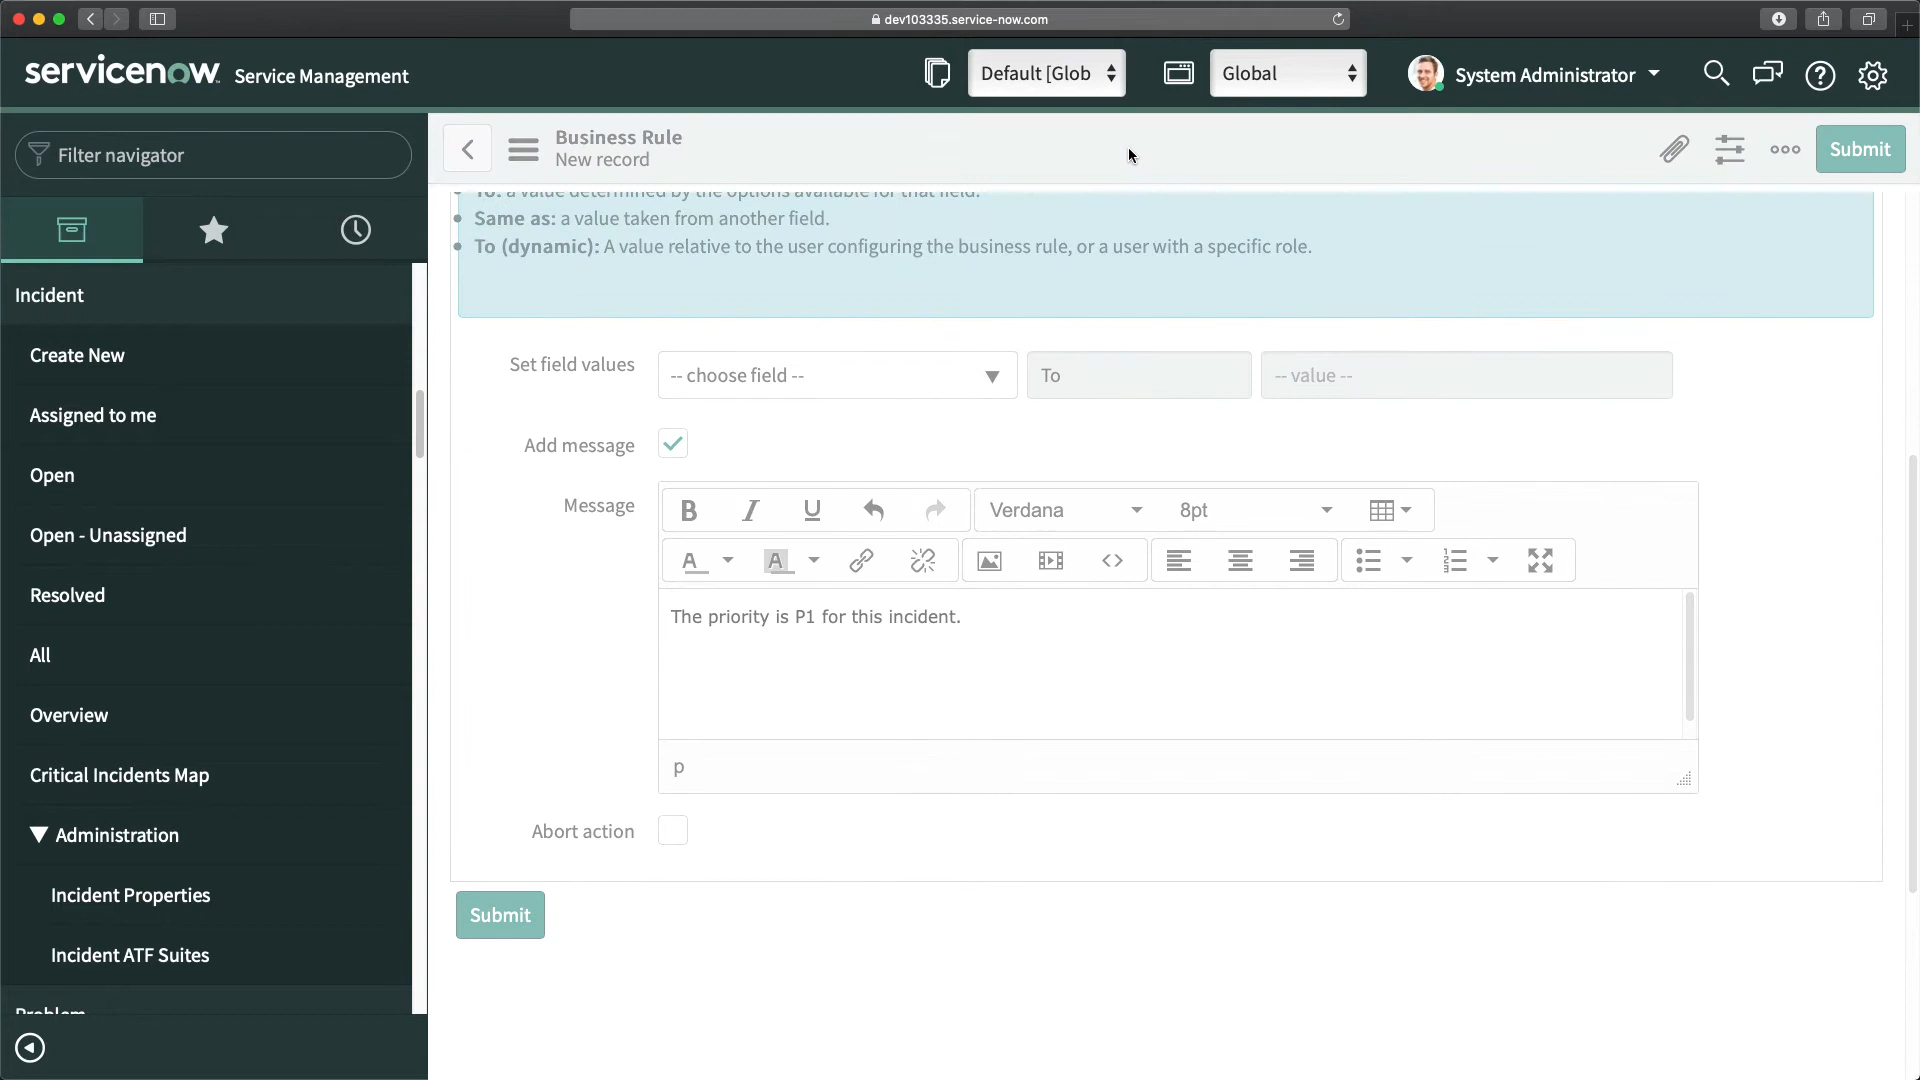 dev103335.service-now.com
servicenow Service Management
Default [Glob
Global
System Administrator
Filter navigator
Business Rule
New record
Submit
To: a value determined by the options available for that field.
Same as: a value taken from another field.
To (dynamic): A value relative to the user configuring the business rule, or a user with a specific role.
Incident
Create New
Assigned to me
Open
Open - Unassigned
Resolved
All
Overview
Critical Incidents Map
Administration
Incident Properties
Incident ATF Suites
Problem
Set field values
-- choose field --
To
-- value --
Add message
Message
B I U
Verdana
8pt
A A
The priority is P1 for this incident.
p
Abort action
Submit